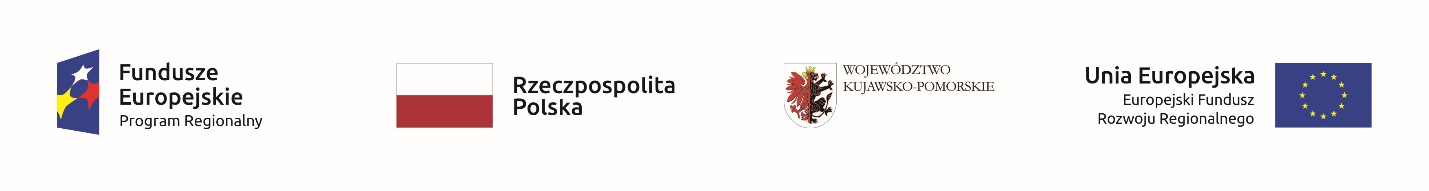 Fundusze
Europejskie
Program Regionalny
Rzeczpospolita
Polska
WOJEWÓDZTWO
KUJAWSKO-POMORSKIE
Unia Europejska
Europejski Fundusz
Rozwoju Regionalnego